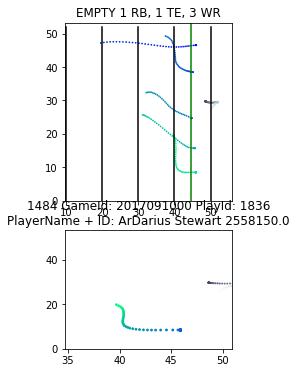 EMPTY 1 RB, 1 TE, 3 WR
50
40
30
20
10
0
10 20 30 40 50
1484 GameId: 2017091000 PlayId: 1836
PlayerName + ID: ArDarius Stewart 2558150.0
40
20
0
35 40 45 50